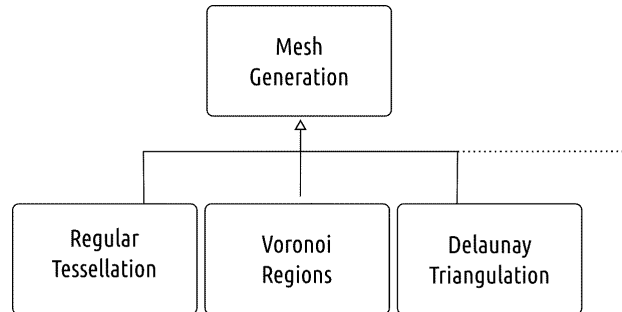 Mesh
Generation
Regular
Tessellation
Voronoi
Regions
Delaunay
Triangulation